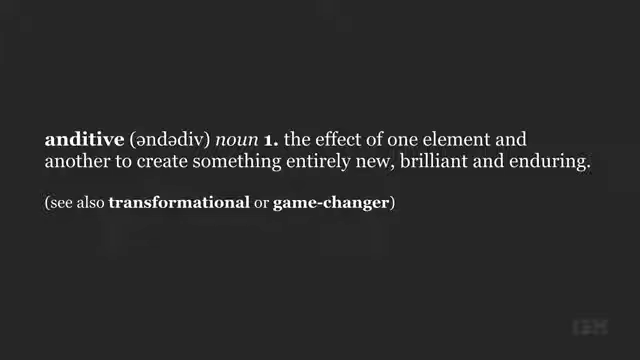 anditive (əndədiv) noun 1. the effect of one element and
another to create something entirely new, brilliant and enduring.
(see also transformational or game-changer)
IBM